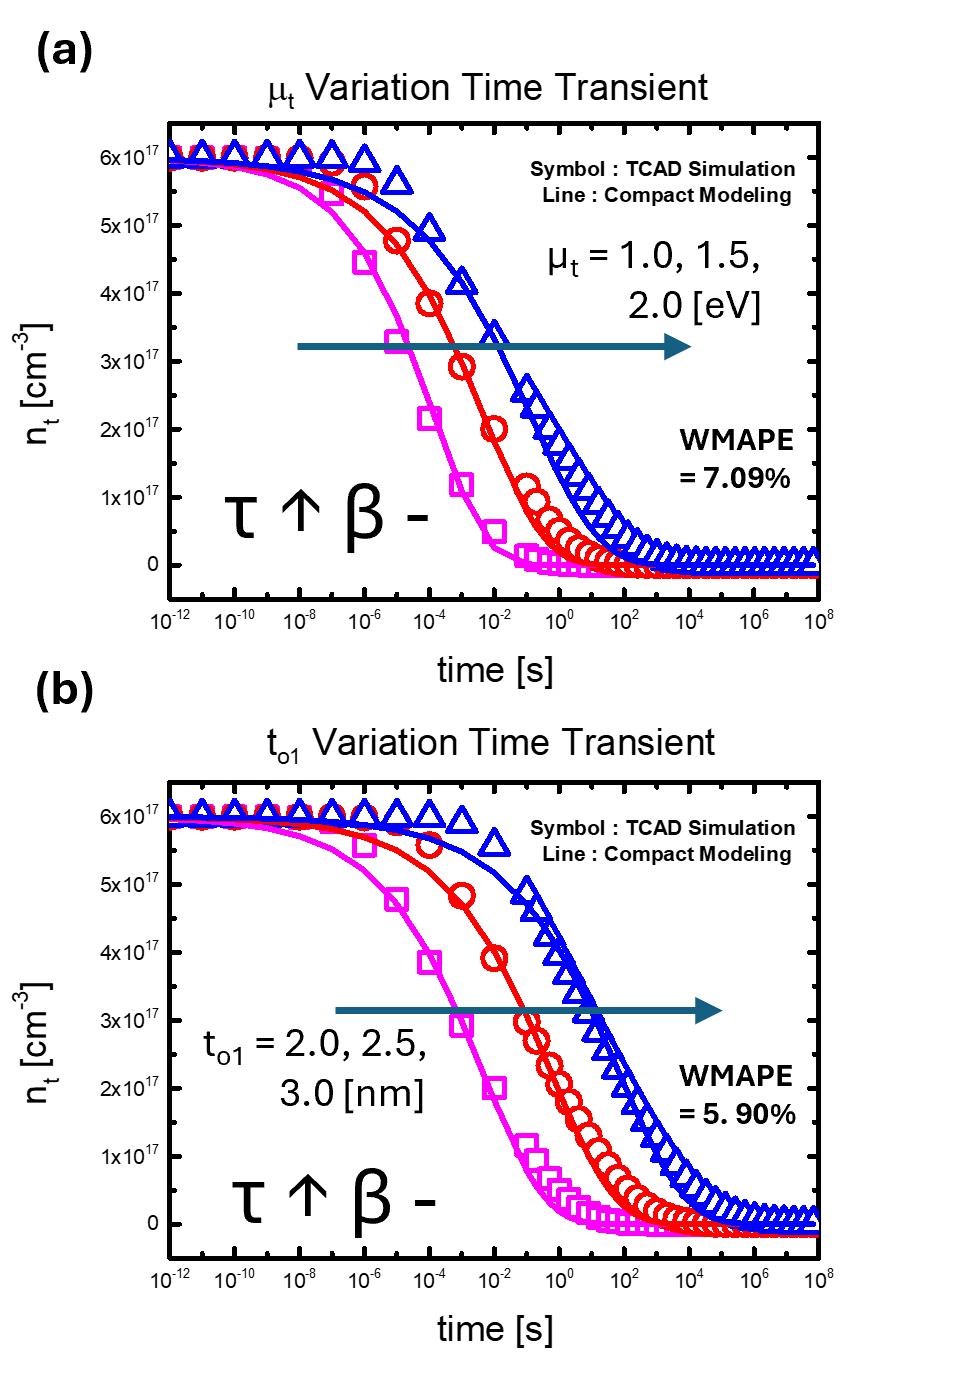 (a)
μt Variation Time Transient
Symbol : TCAD Simulation
Line : Compact Modeling
μt = 1.0, 1.5,
2.0 [eV]
WMAPE
= 7.09%
τ ↑ β -
nt [cm-3]
6x10^17
5x10^17
4x10^17
3x10^17
2x10^17
1x10^17
0
10^-12 10^-10 10^-8 10^-6 10^-4 10^-2 10^0 10^2 10^4 10^6 10^8
time [s]
(b)
to1 Variation Time Transient
Symbol : TCAD Simulation
Line : Compact Modeling
to1 = 2.0, 2.5,
3.0 [nm]
WMAPE
= 5. 90%
τ ↑ β -
nt [cm-3]
6x10^17
5x10^17
4x10^17
3x10^17
2x10^17
1x10^17
0
10^-12 10^-10 10^-8 10^-6 10^-4 10^-2 10^0 10^2 10^4 10^6 10^8
time [s]